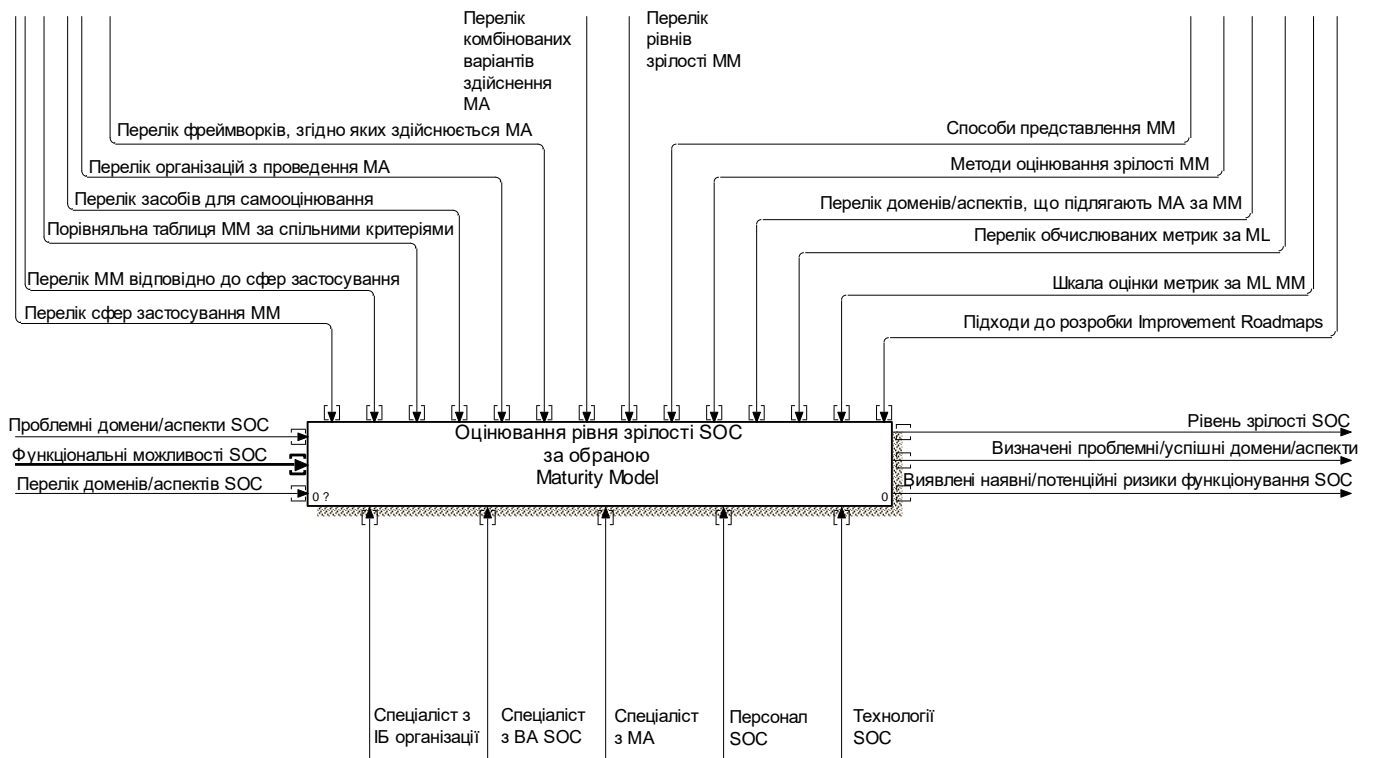 Перелік
комбінованих
варіантів
здійснення
МА
Перелік
рівнів
зрілості ММ
Перелік фреймворків, згідно яких здійснюється МА
Перелік організацій з проведення МА
Перелік засобів для самооцінювання
Порівняльна таблиця ММ за спільними критеріями
Перелік ММ відповідно до сфер застосування
Перелік сфер застосування ММ
Способи представлення ММ
Методи оцінювання зрілості ММ
Перелік доменів/аспектів, що підлягають МА за ММ
Перелік обчислюваних метрик за ML
Шкала оцінки метрик за ML ММ
Підходи до розробки Improvement Roadmaps
Проблемні домени/аспекти SOC
Функціональні можливості SOC
Перелік доменів/аспектів SOC
Оцінювання рівня зрілості SOC
за обраною
Maturity Model
0 ?
0
Рівень зрілості SOC
Визначені проблемні/успішні домени/аспекти
Виявлені наявні/потенційні ризики функціонування SOC
Спеціаліст з
ІБ організації
Спеціаліст
з ВА SOC
Спеціаліст
з МА
Персонал
SOC
Технології
SOC